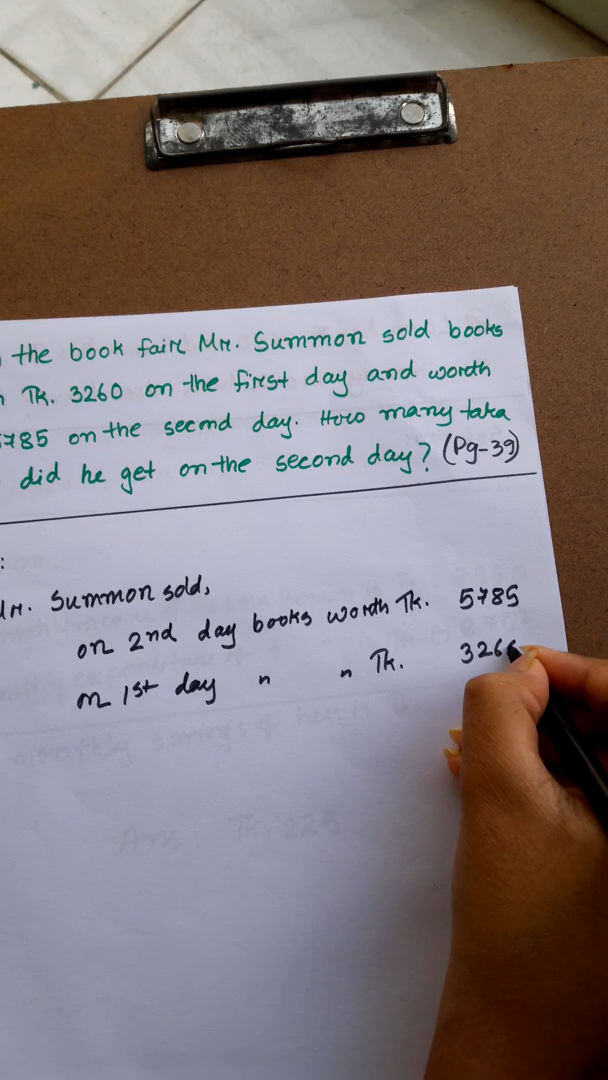 the book fair Mr. Summon sold books
Tk. 3260 on the first day and worth
5785 on the second day. How many taka
did he get on the second day? (Pg-39)
:
Mr. Summon sold,
on 2nd day books worth Tk. 5785
on 1st day " " Tk. 326